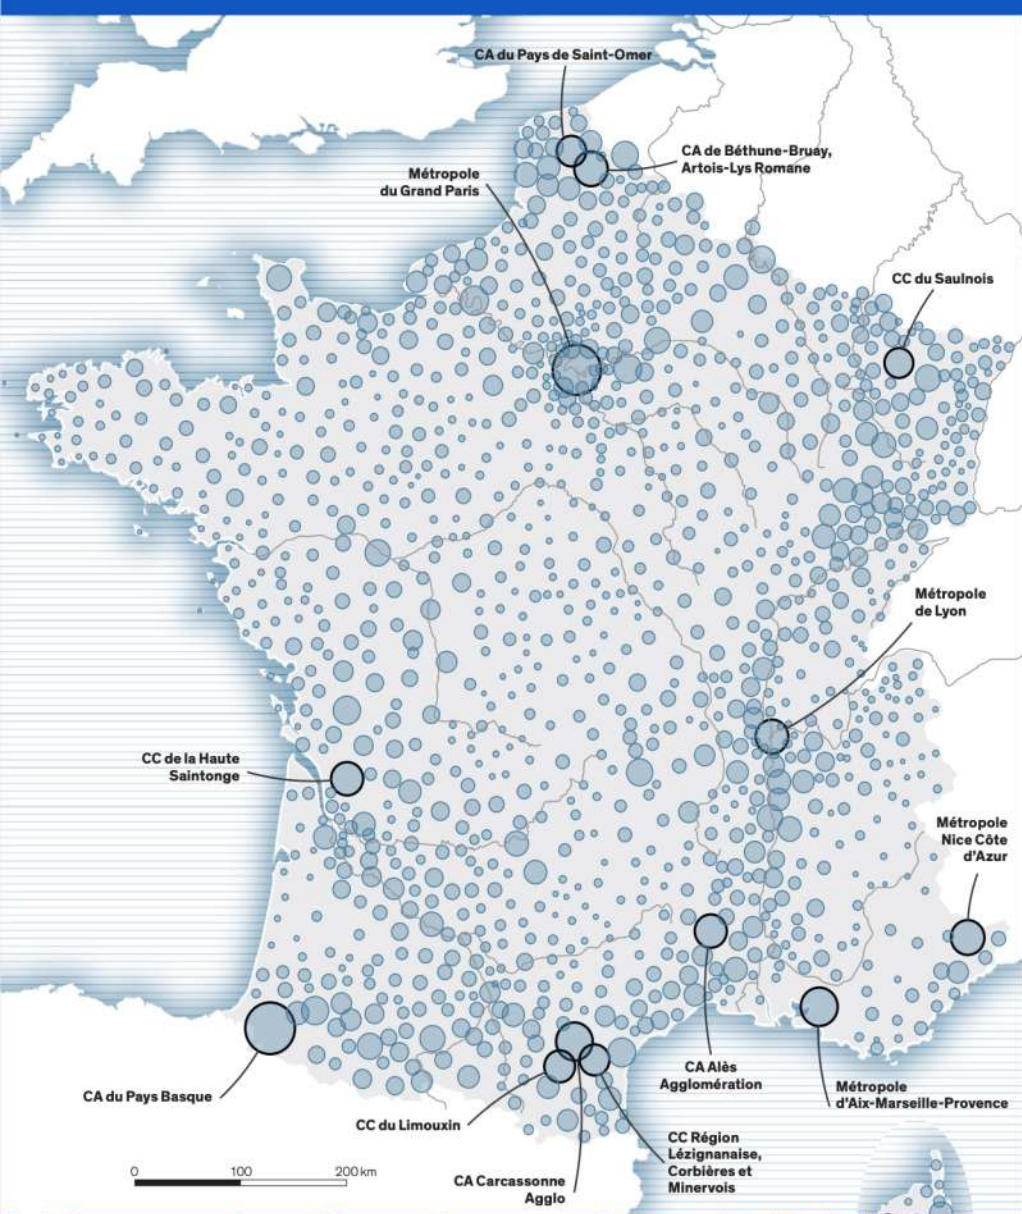 CA du Pays de Saint-Omer
CA de Béthune-Bruay,
Artois-Lys Romane
Métropole
du Grand Paris
CC du Saulnois
Métropole
de Lyon
CC de la Haute
Saintonge
Métropole
Nice Côte
d'Azur
CA du Pays Basque
CC du Limouxin
CA Carcassonne
Agglo
CC Région
Lézignanaise,
Corbières et
Minervois
CA Alès
Agglomération
Métropole
d'Aix-Marseille-Provence
0 100 200 km